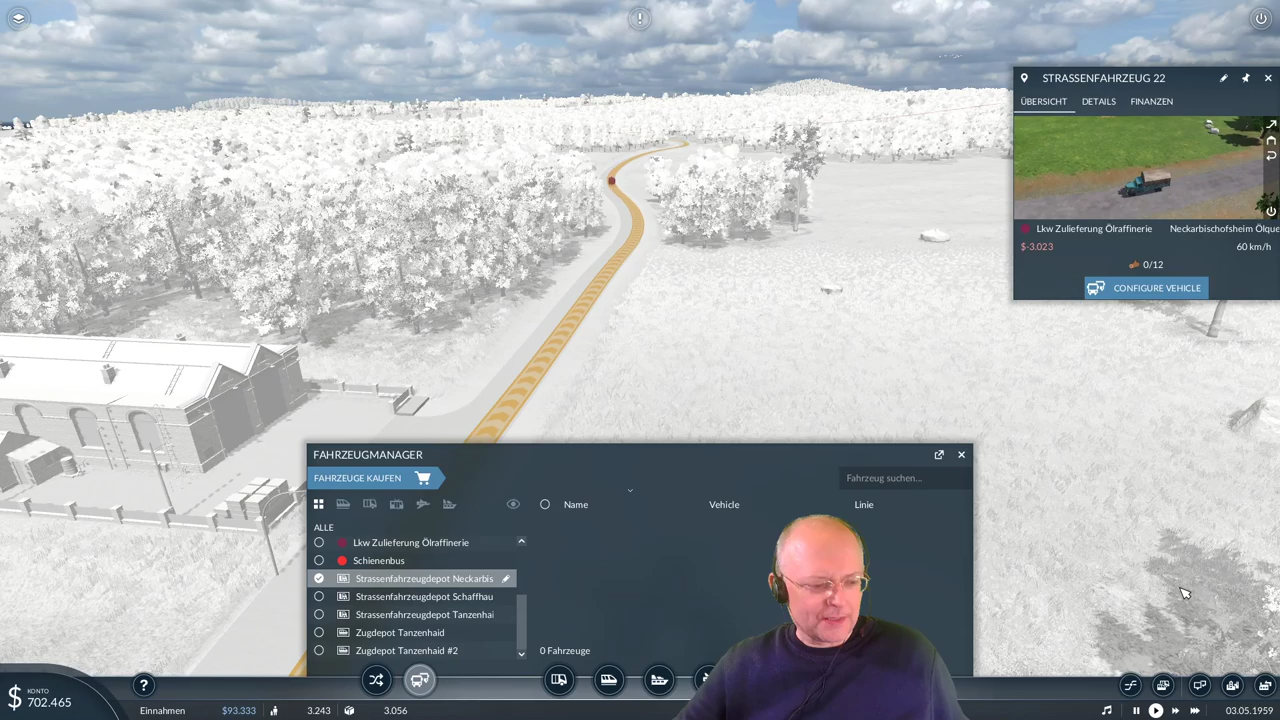 STRASSENFAHRZEUG 22
ÜBERSICHT DETAILS FINANZEN
Lkw Zulieferung Ölraffinerie Neckarbischofsheim Ölque
$-3.023 60 km/h
0/12
CONFIGURE VEHICLE
FAHRZEUGMANAGER
FAHRZEUGE KAUFEN Fahrzeug suchen...
Name Vehicle Linie
ALLE
Lkw Zulieferung Ölraffinerie
Schienenbus
Strassenfahrzeugdepot Neckarbis
Strassenfahrzeugdepot Schaffhau
Strassenfahrzeugdepot Tanzenhai
Zugdepot Tanzenhaid
Zugdepot Tanzenhaid #2 0 Fahrzeuge
$ KONTO
702.465
?
Einnahmen $93.333 3.243 3.056 03.05.1959